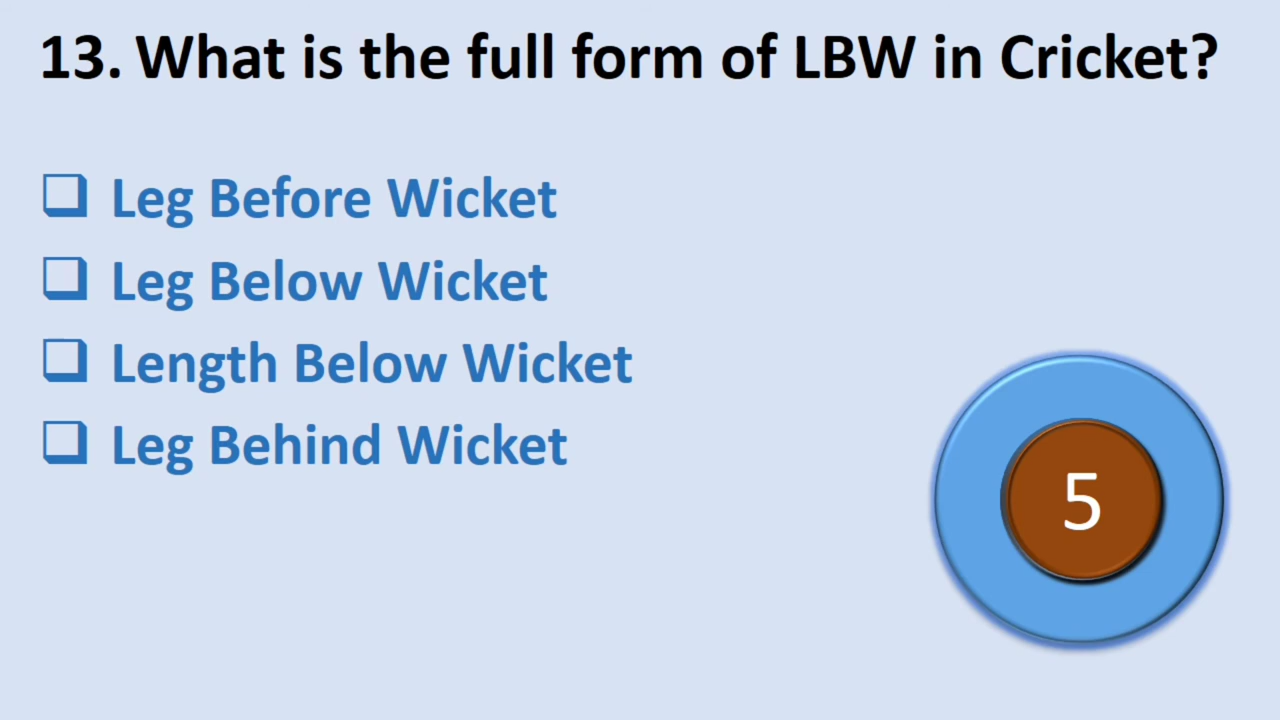 13. What is the full form of LBW in Cricket?
Leg Before Wicket
Leg Below Wicket
Length Below Wicket
Leg Behind Wicket
5